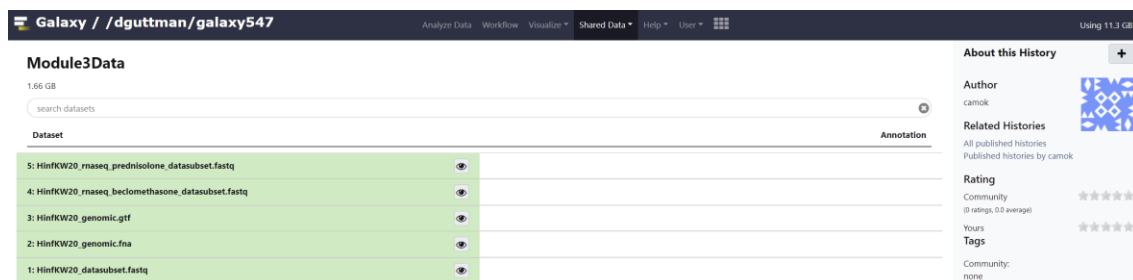 Galaxy / /dguttman/galaxy547
Analyze Data Workflow Visualize Shared Data Help User
Using 11.3 GB
Module3Data
1.66 GB
search datasets
Dataset Annotation
5: HinfKW20_rnaseq_prednisolone_datasubset.fastq
4: HinfKW20_rnaseq_beclomethasone_datasubset.fastq
3: HinfKW20_genomic.gtf
2: HinfKW20_genomic.fna
1: HinfKW20_datasubset.fastq
About this History
Author
camok
Related Histories
All published histories
Published histories by camok
Rating
Community
(0 ratings, 0.0 average)
Yours
Tags
Community:
none